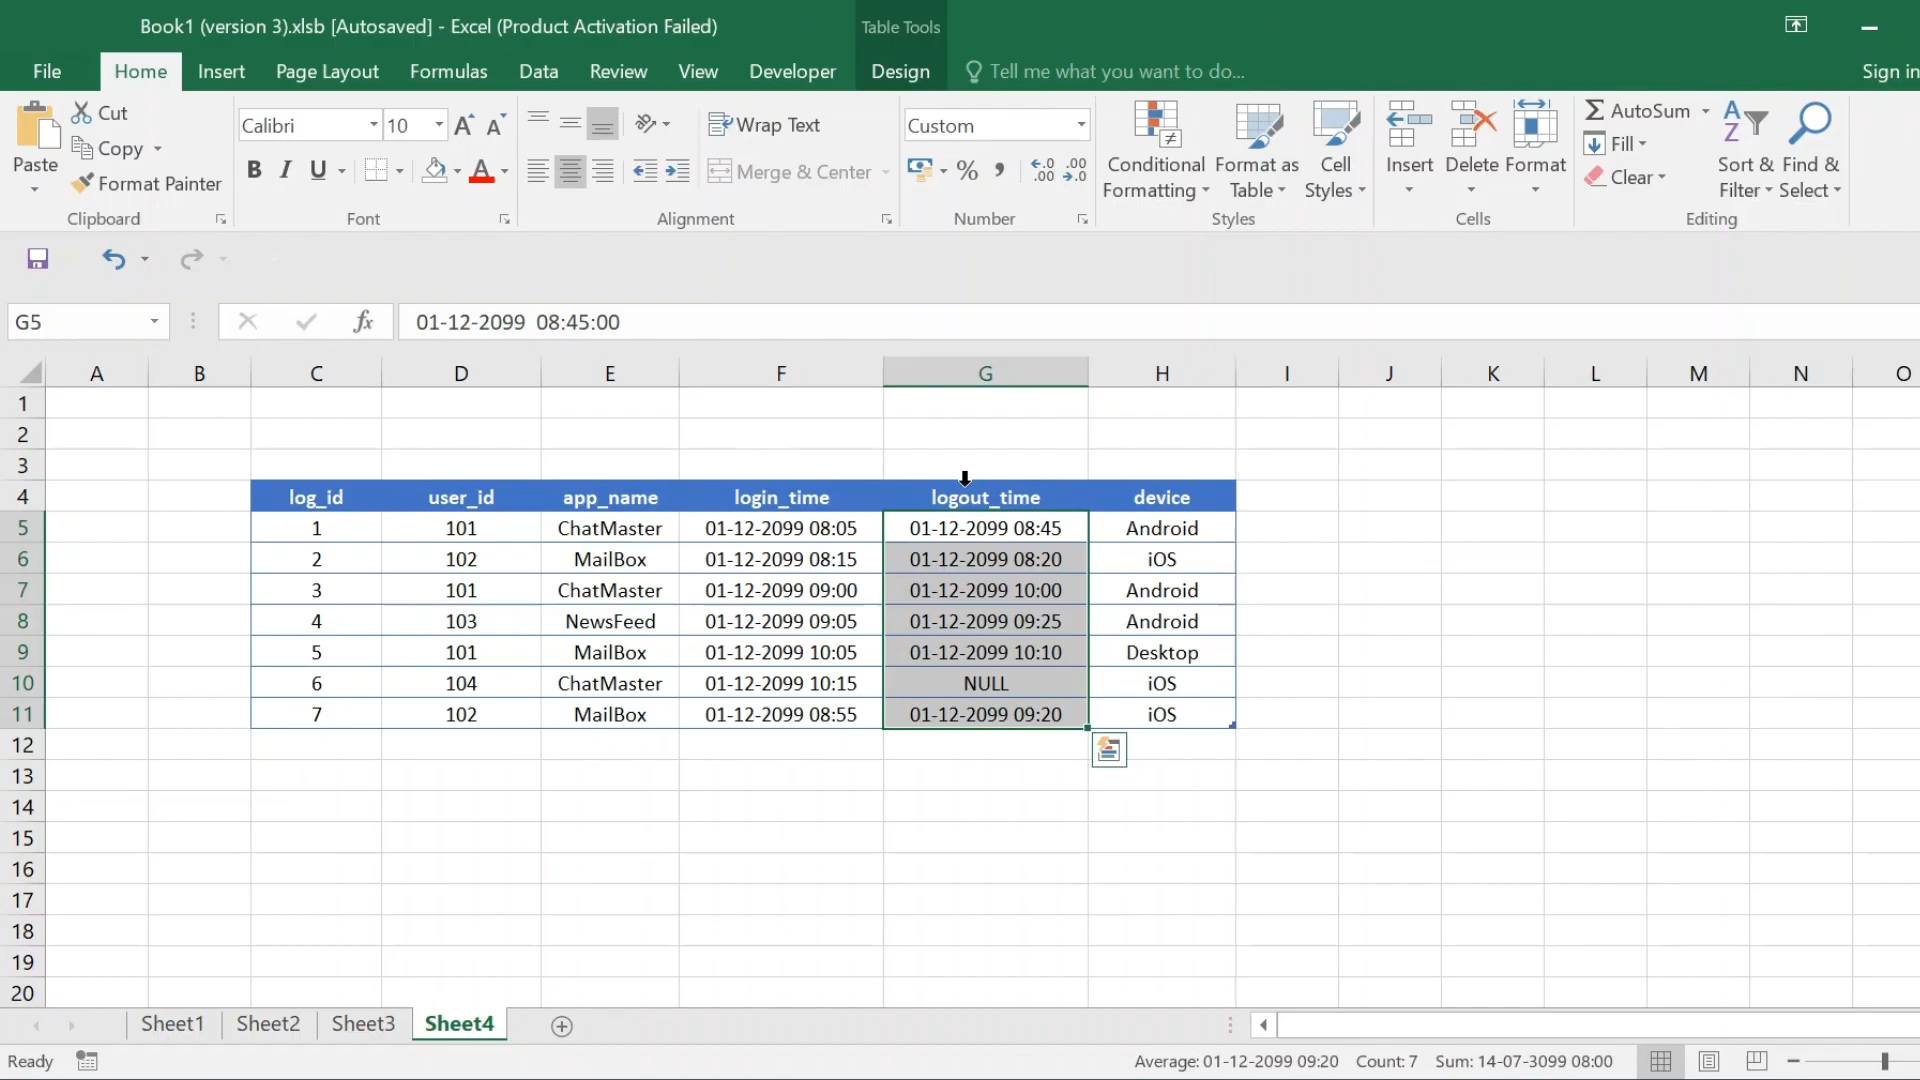 Book1 (version 3).xlsb [Autosaved] - Excel (Product Activation Failed)
Table Tools
File Home Insert Page Layout Formulas Data Review View Developer Design Tell me what you want to do... Sign in
Paste
Cut
Copy
Format Painter
Clipboard
Calibri 10
B I U
Font
Wrap Text
Merge & Center
Alignment
Custom
Number
Conditional Formatting
Format as Table
Cell Styles
Styles
Insert Delete Format
Cells
AutoSum
Fill
Clear
Sort & Filter
Find & Select
Editing
G5 fx 01-12-2099 08:45:00
A B C D E F G H I J K L M N O
1
2
3
4 log_id user_id app_name login_time logout_time device
5 1 101 ChatMaster 01-12-2099 08:05 01-12-2099 08:45 Android
6 2 102 MailBox 01-12-2099 08:15 01-12-2099 08:20 iOS
7 3 101 ChatMaster 01-12-2099 09:00 01-12-2099 10:00 Android
8 4 103 NewsFeed 01-12-2099 09:05 01-12-2099 09:25 Android
9 5 101 MailBox 01-12-2099 10:05 01-12-2099 10:10 Desktop
10 6 104 ChatMaster 01-12-2099 10:15 NULL iOS
11 7 102 MailBox 01-12-2099 08:55 01-12-2099 09:20 iOS
12
13
14
15
16
17
18
19
20
Sheet1 Sheet2 Sheet3 Sheet4
Ready Average: 01-12-2099 09:20 Count: 7 Sum: 14-07-3099 08:00